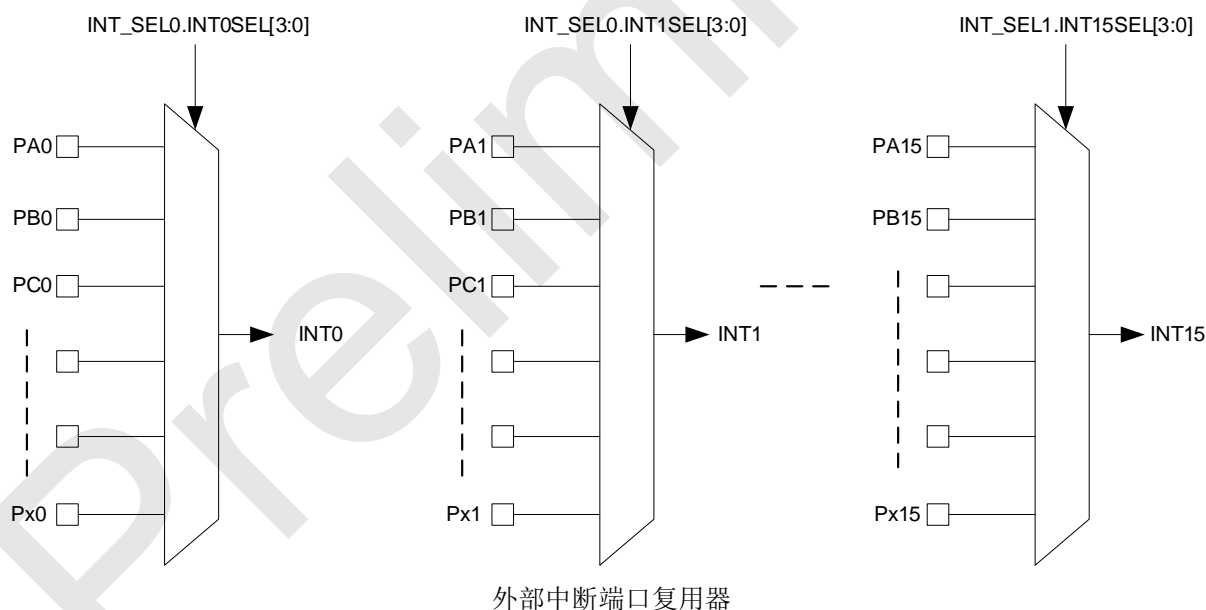 INT_SEL0.INT0SEL[3:0]
INT_SEL0.INT1SEL[3:0]
INT_SEL1.INT15SEL[3:0]
PA0
PB0
PC0
Px0
INT0
PA1
PB1
PC1
Px1
INT1
PA15
PB15
Px15
INT15
外部中断端口复用器
Prelimi